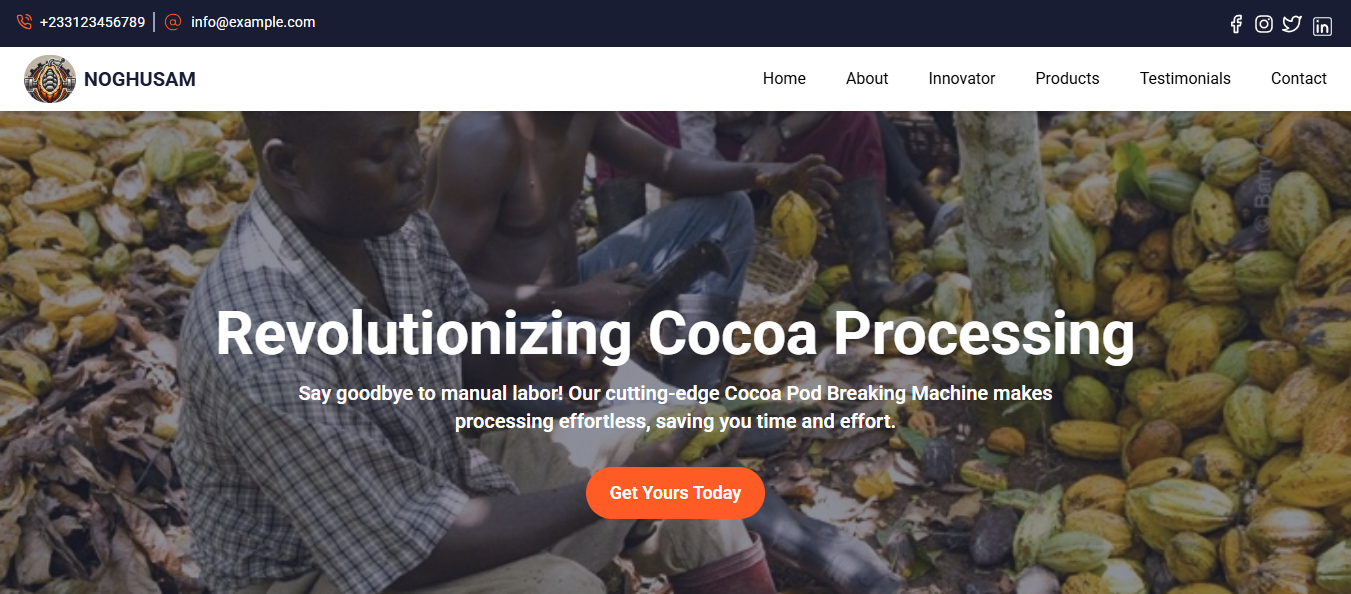 +233123456789 info@example.com
NOGHUSAM
Home About Innovator Products Testimonials Contact
Revolutionizing Cocoa Processing
Say goodbye to manual labor! Our cutting-edge Cocoa Pod Breaking Machine makes
processing effortless, saving you time and effort.
Get Yours Today